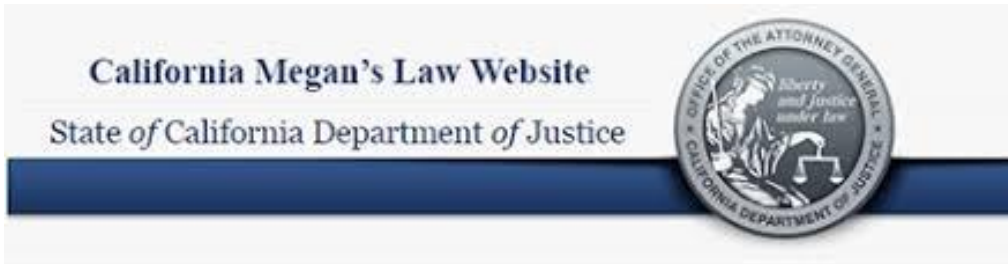 California Megan's Law Website
State of California Department of Justice
OFFICE OF THE ATTORNEY GENERAL
liberty
and justice
under law
CALIFORNIA DEPARTMENT OF JUSTICE